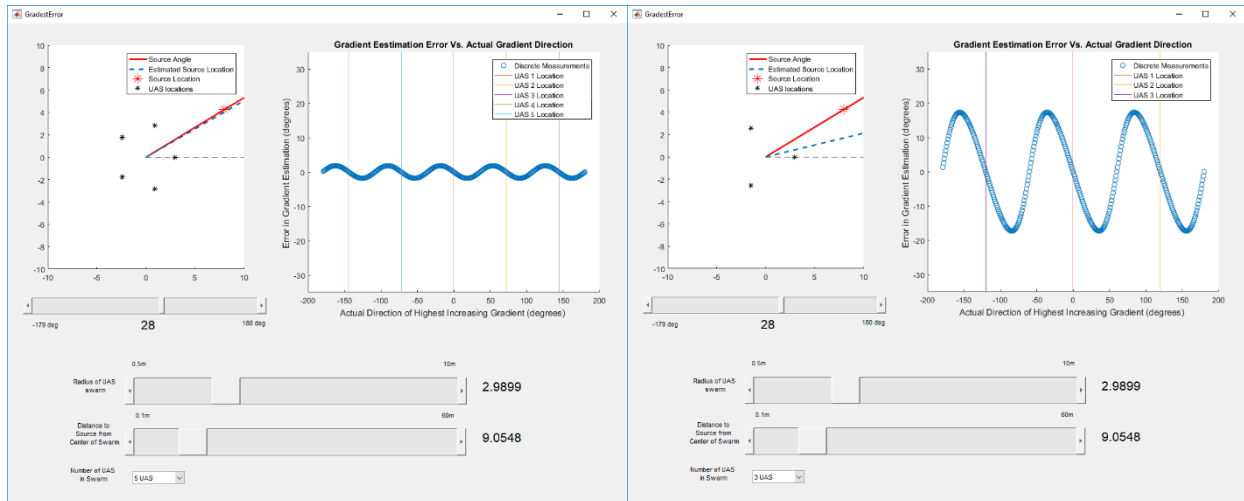 GradestError
Gradient Eestimation Error Vs. Actual Gradient Direction
Source Angle
Estimated Source Location
Source Location
UAS locations
Discrete Measurements
UAS 1 Location
UAS 2 Location
UAS 3 Location
UAS 4 Location
UAS 5 Location
10
8
6
4
2
0
-2
-4
-6
-8
-10
-10
-5
0
5
10
Error in Gradient Estimation (degrees)
30
20
10
0
-10
-20
-30
-200
-150
-100
-50
0
50
100
150
200
Actual Direction of Highest Increasing Gradient (degrees)
-179 deg
28
180 deg
0.5m
10m
Radius of UAS
swarm
2.9899
0.1m
60m
Distance to
Source from
Center of Swarm
9.0548
Number of UAS
in Swarm
5 UAS
GradestError
Gradient Eestimation Error Vs. Actual Gradient Direction
Source Angle
Estimated Source Location
Source Location
UAS locations
Discrete Measurements
UAS 1 Location
UAS 2 Location
UAS 3 Location
10
8
6
4
2
0
-2
-4
-6
-8
-10
-10
-5
0
5
10
Error in Gradient Estimation (degrees)
30
20
10
0
-10
-20
-30
-200
-150
-100
-50
0
50
100
150
200
Actual Direction of Highest Increasing Gradient (degrees)
-179 deg
28
180 deg
0.5m
10m
Radius of UAS
swarm
2.9899
0.1m
60m
Distance to
Source from
Center of Swarm
9.0548
Number of UAS
in Swarm
3 UAS